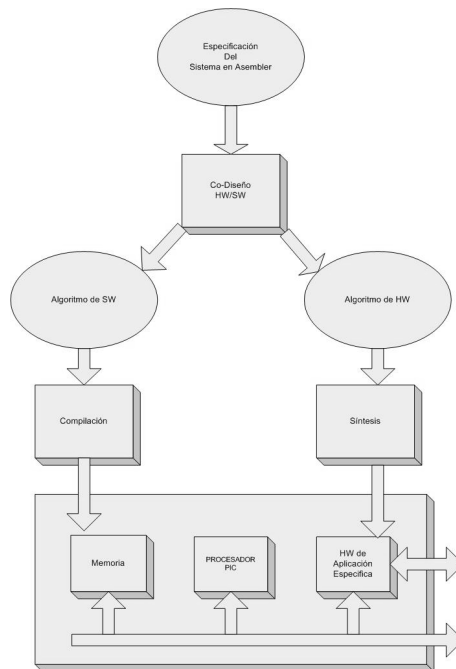 Especificación
Del
Sistema en Asembler
Co-Diseño
HW/SW
Algoritmo de SW
Algoritmo de HW
Compilación
Síntesis
Memoria
PROCESADOR
PIC
HW de
Aplicación
Especifica